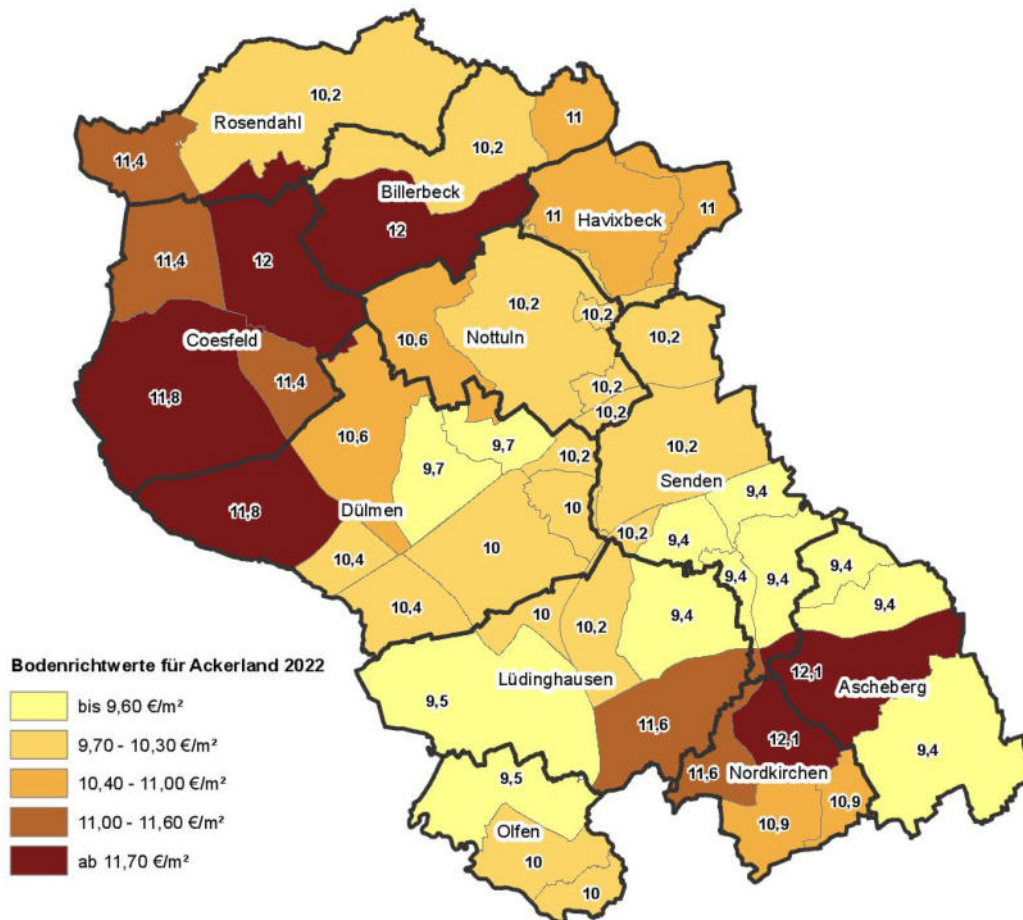 10,2
Rosendahl
11
10,2
11,4
Billerbeck
Havixbeck
11
11
12
11,4
12
10,2
10,2
10,6
Nottuln
10,2
Coesfeld
11,4
10,2
11,8
10,2
10,6
9,7
10,2
10,2
9,7
Senden
9,4
11,8
Dülmen
10
10,2
9,4
10
10,4
9,4
9,4
9,4
9,4
10,4
10
10,2
9,4
Bodenrichtwerte für Ackerland 2022
12,1
Lüdinghausen
Ascheberg
bis 9,60 €/m²
9,5
11,6
12,1
9,4
9,70 - 10,30 €/m²
11,6
Nordkirchen
9,5
10,40 - 11,00 €/m²
10,9
10,9
Olfen
11,00 - 11,60 €/m²
10
ab 11,70 €/m²
10